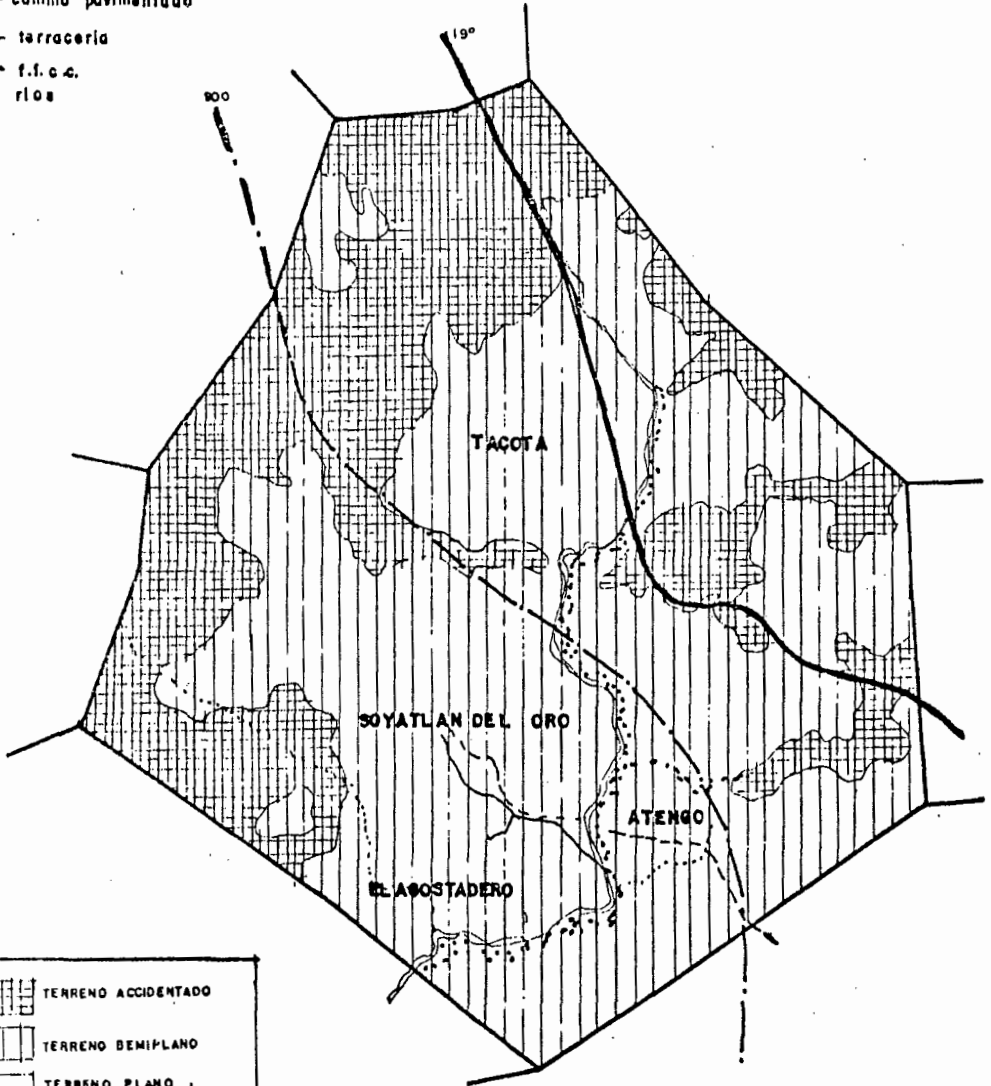 camino pavimentado
- terraceria
f.f.c.c.
rios
19°
900
TACOTA
SOYATLAN DEL ORO
ATENGO
EL AGOSTADERO
TERRENO ACCIDENTADO
TERRENO SEMIPLANO
TERRENO PLANO